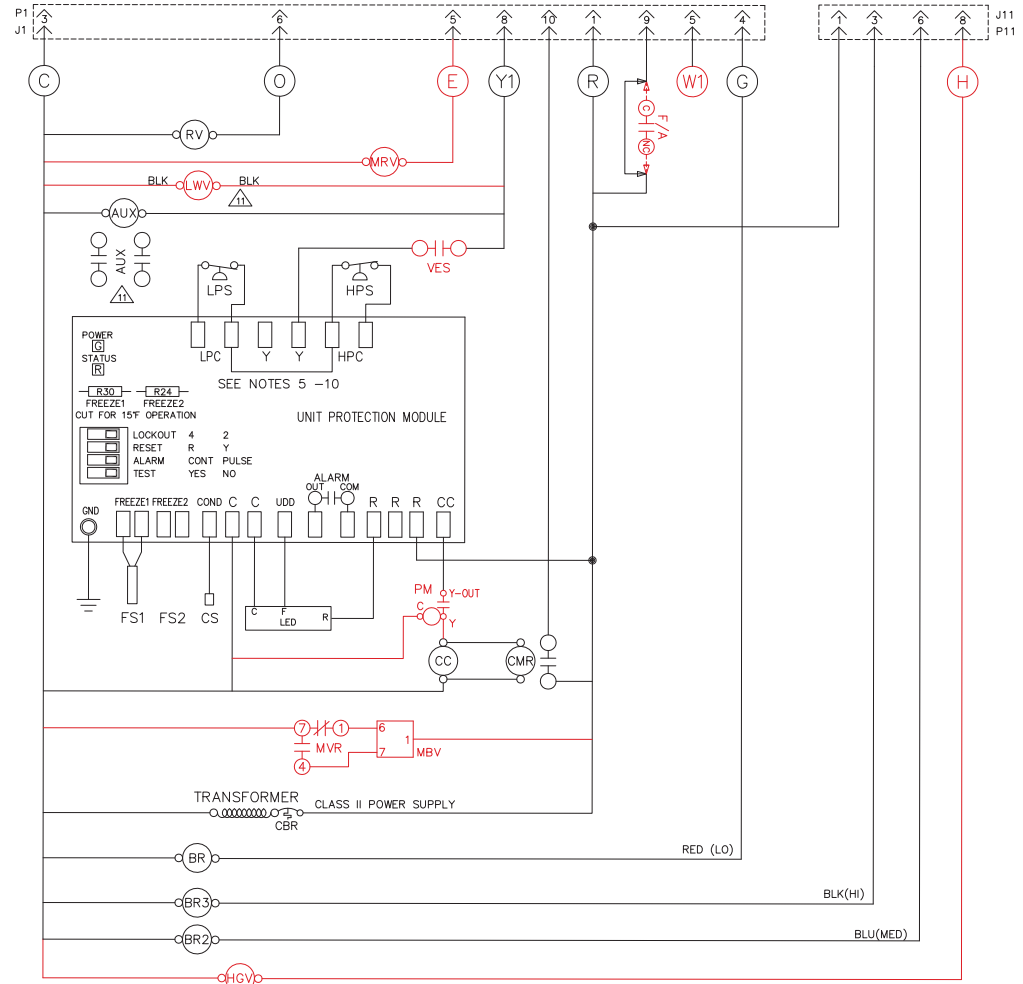 P1 3 6 5 8 10 1 9 5 4 1 3 6 8 J11
J1 P11
C O E Y1 R W1 G H
C
F/A
NC
RV
MRV
BLK LWV BLK
11
AUX
AUX
11
VES
LPS HPS
POWER
G
STATUS
R
LPC Y Y HPC
SEE NOTES 5 -10
R30 R24
FREEZE1 FREEZE2
CUT FOR 15°F OPERATION
UNIT PROTECTION MODULE
LOCKOUT 4 2
RESET R Y
ALARM CONT PULSE
TEST YES NO
ALARM
OUT COM
GND FREEZE1 FREEZE2 COND C C UDD R R R CC
FS1 FS2 CS
C F R
LED
PM Y-OUT
C
Y
CC CMR
7 1 6
MVR 1
4 7 MBV
TRANSFORMER
CLASS II POWER SUPPLY
CBR
BR RED (LO)
BR3 BLK(HI)
BR2 BLU(MED)
HGV